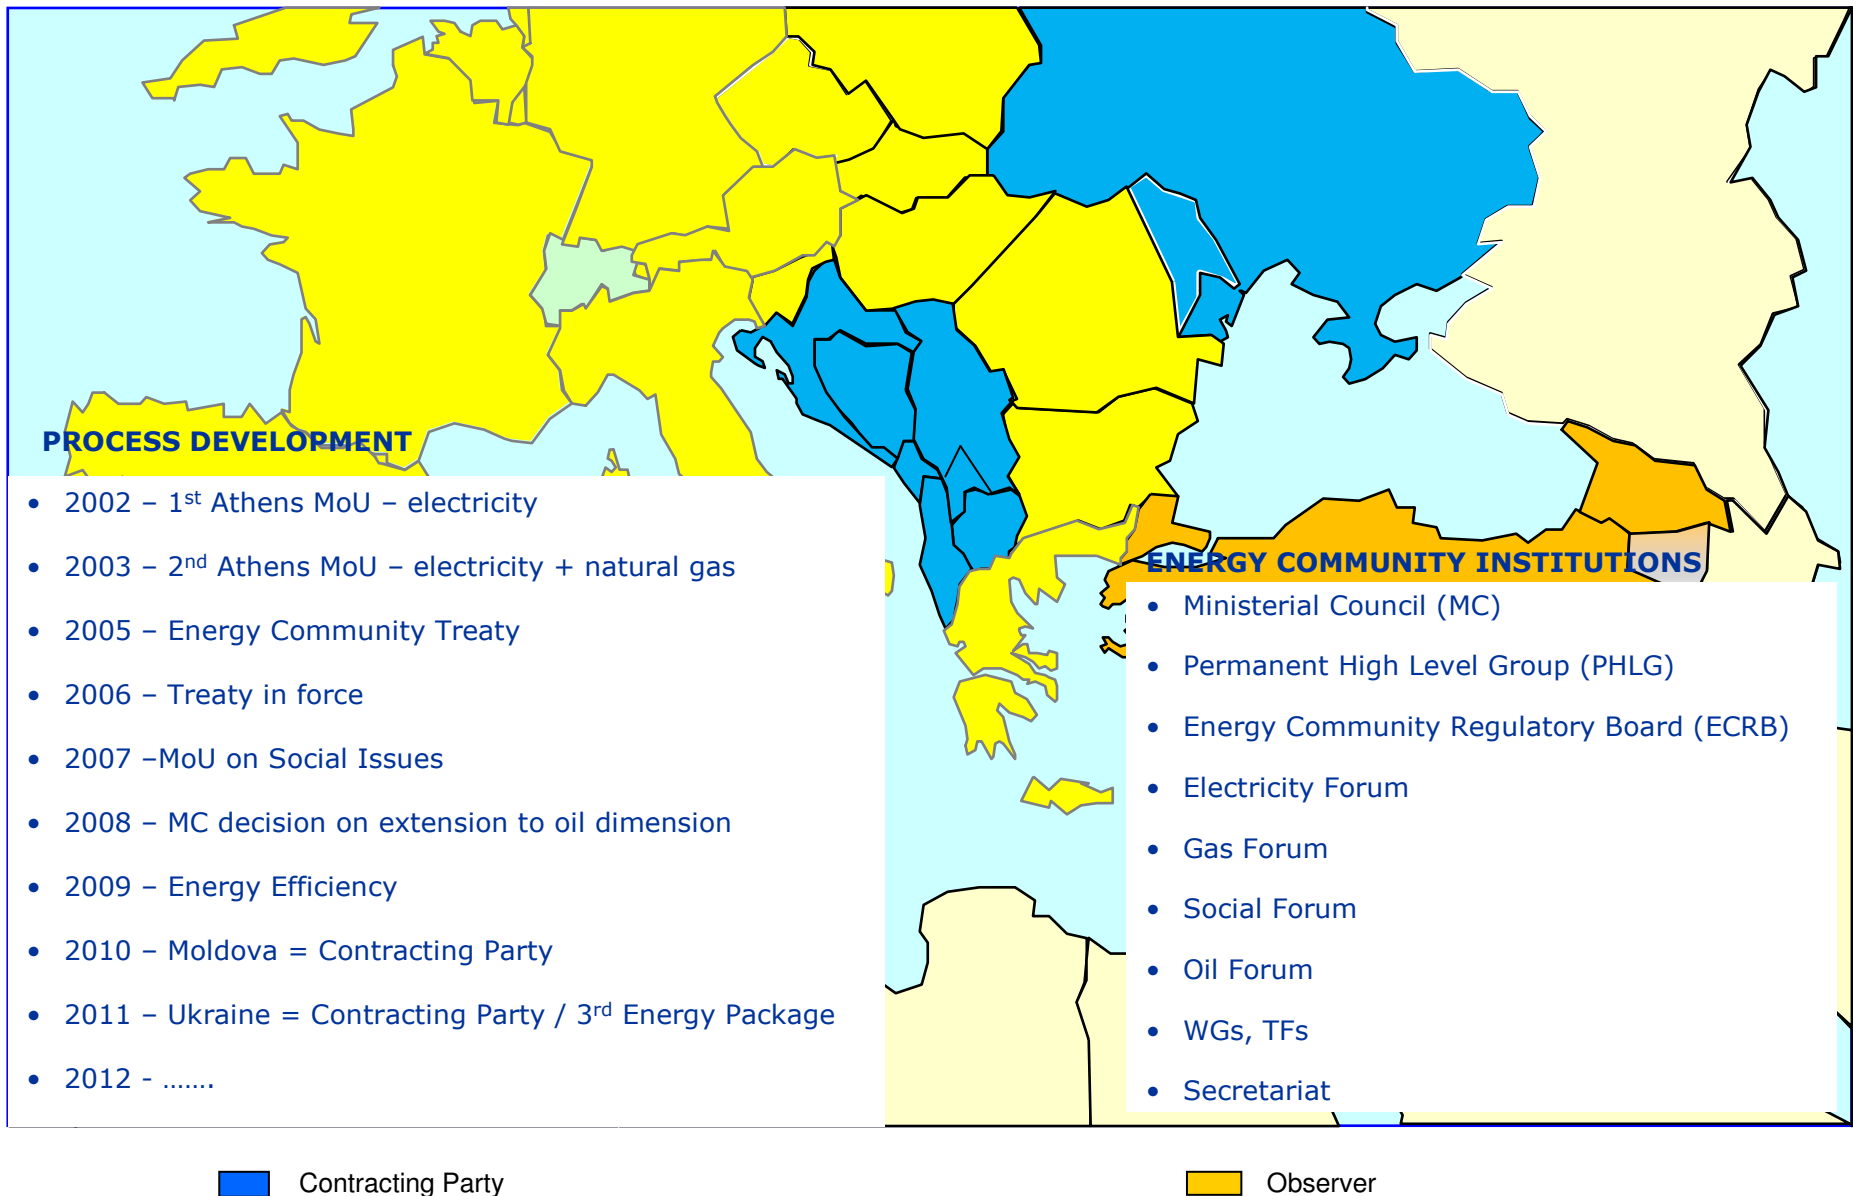 PROCESS DEVELOPMENT
• 2002 – 1st Athens MoU – electricity
• 2003 – 2nd Athens MoU – electricity + natural gas
• 2005 – Energy Community Treaty
• 2006 – Treaty in force
• 2007 –MoU on Social Issues
• 2008 – MC decision on extension to oil dimension
• 2009 – Energy Efficiency
• 2010 – Moldova = Contracting Party
• 2011 – Ukraine = Contracting Party / 3rd Energy Package
• 2012 - …….
ENERGY COMMUNITY INSTITUTIONS
• Ministerial Council (MC)
• Permanent High Level Group (PHLG)
• Energy Community Regulatory Board (ECRB)
• Electricity Forum
• Gas Forum
• Social Forum
• Oil Forum
• WGs, TFs
• Secretariat
Contracting Party
Observer